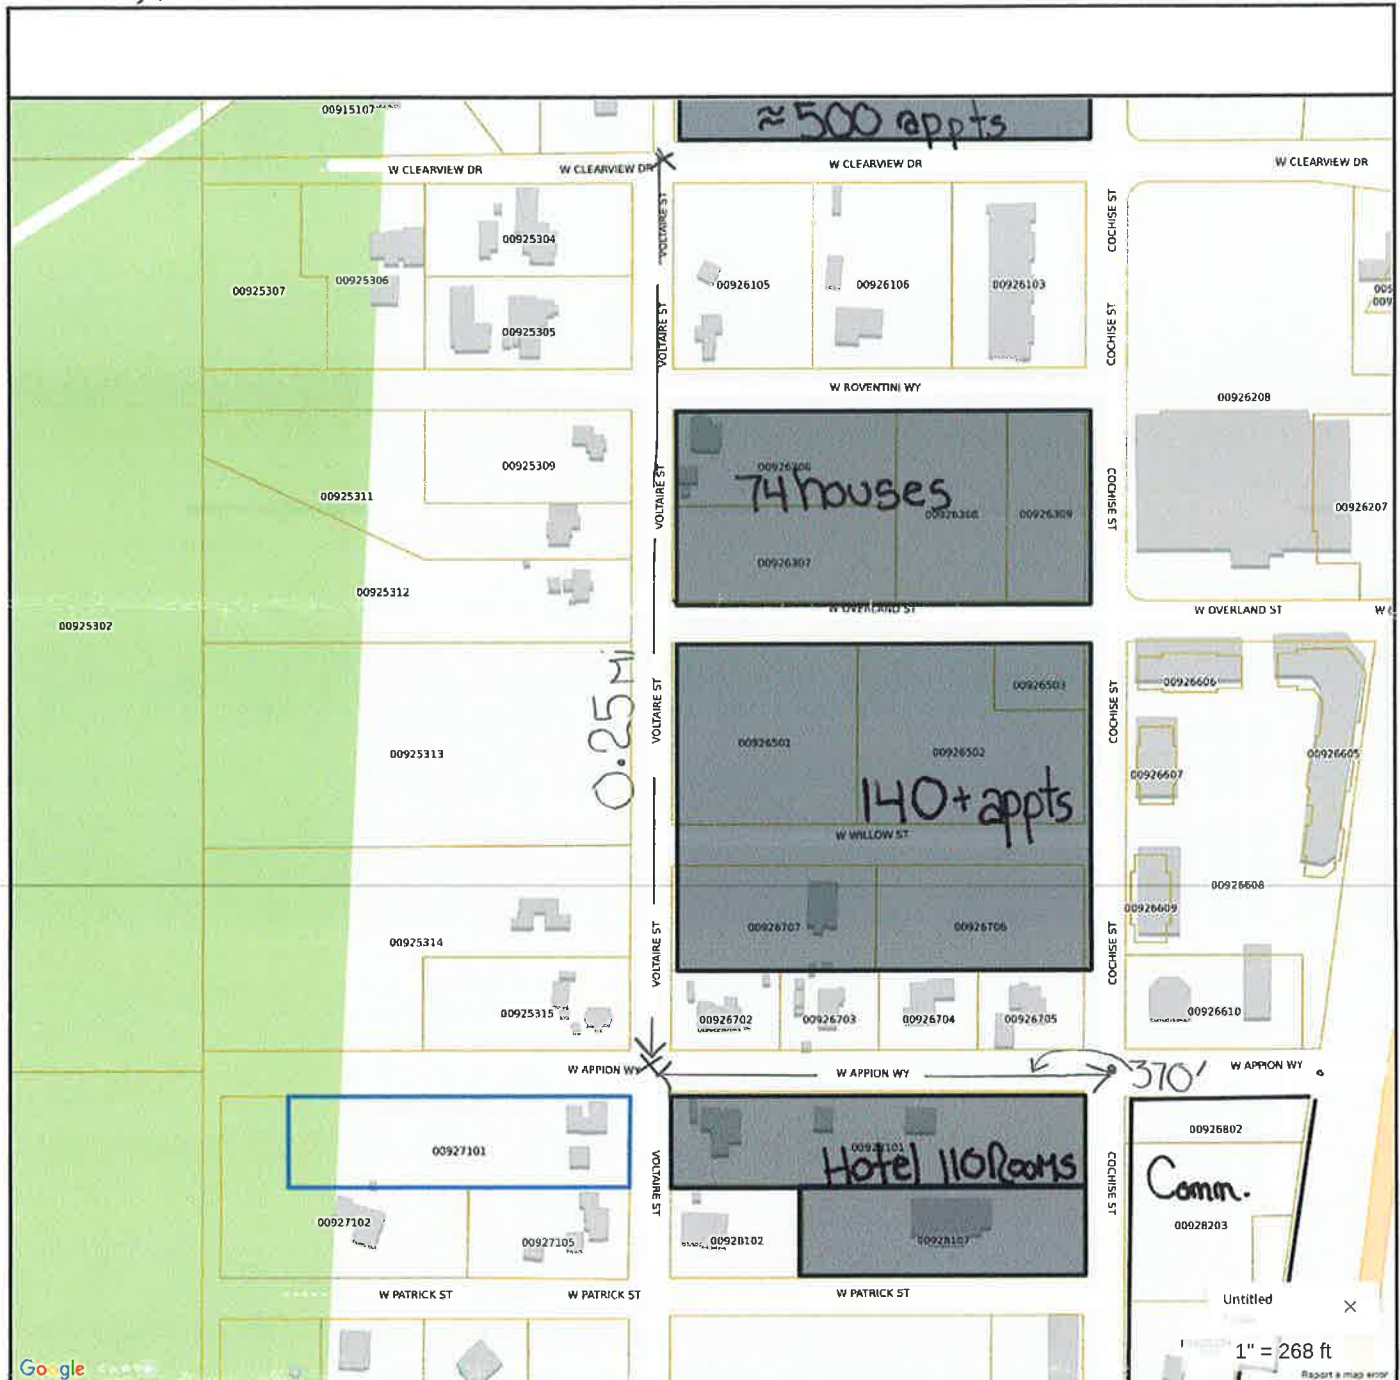 00915107
≈ 500 appts
W CLEARVIEW DR
W CLEARVIEW DR
W CLEARVIEW DR
W CLEARVIEW DR
VOLTAIRE ST
COCHISE ST
00925304
00925306
00925307
00926105
00926106
00926103
VOLTAIRE ST
00925305
COCHISE ST
W ROVENTINI WY
00926208
00925309
00925311
VOLTAIRE ST
74 houses
00926308
00926309
COCHISE ST
00926207
00926307
00925312
W OVERLAND ST
W OVERLAND ST
00925302
0.25 Mi
VOLTAIRE ST
00926503
COCHISE ST
00926606
00926501
00926502
00925313
00926605
00926607
140+ appts
W WILLOW ST
00926608
00926609
00925314
VOLTAIRE ST
00926707
00926706
COCHISE ST
00925315
00926702
00926703
00926704
00926705
00926610
W APPION WY
W APPION WY
370'
W APPION WY
00927101
Hotel 110 Rooms
00926802
VOLTAIRE ST
COCHISE ST
Comm.
00927102
00927105
00928102
00928107
00928203
W PATRICK ST
W PATRICK ST
W PATRICK ST
Untitled
1" = 268 ft
Google
Report a map error